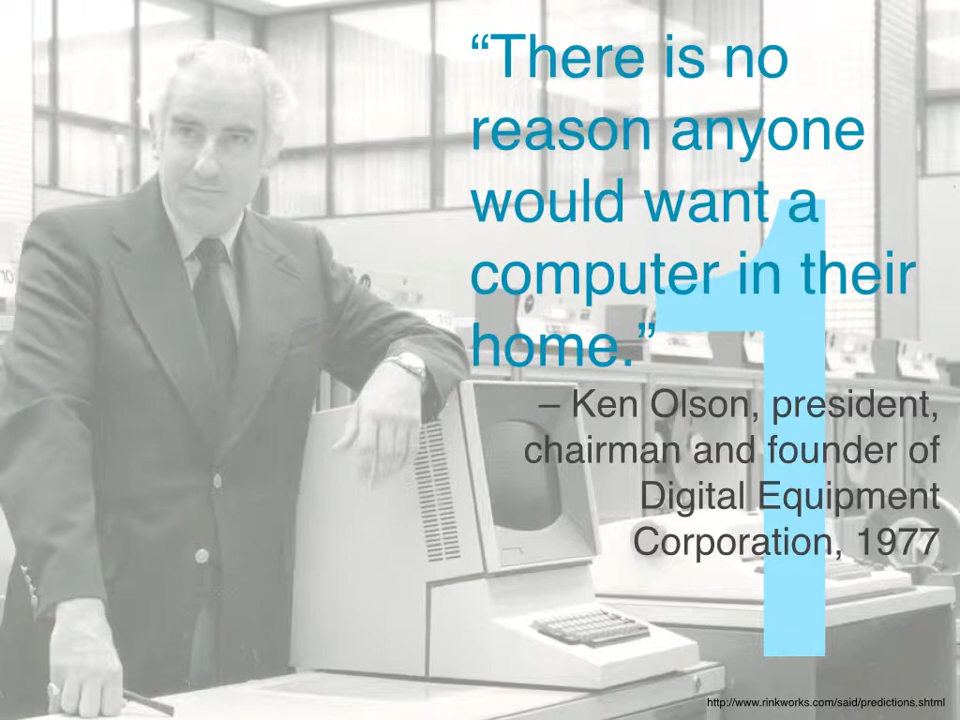 “There is no
reason anyone
would want a
computer in their
home.”
1
– Ken Olson, president,
chairman and founder of
Digital Equipment
Corporation, 1977
http://www.rinkworks.com/said/predictions.shtml